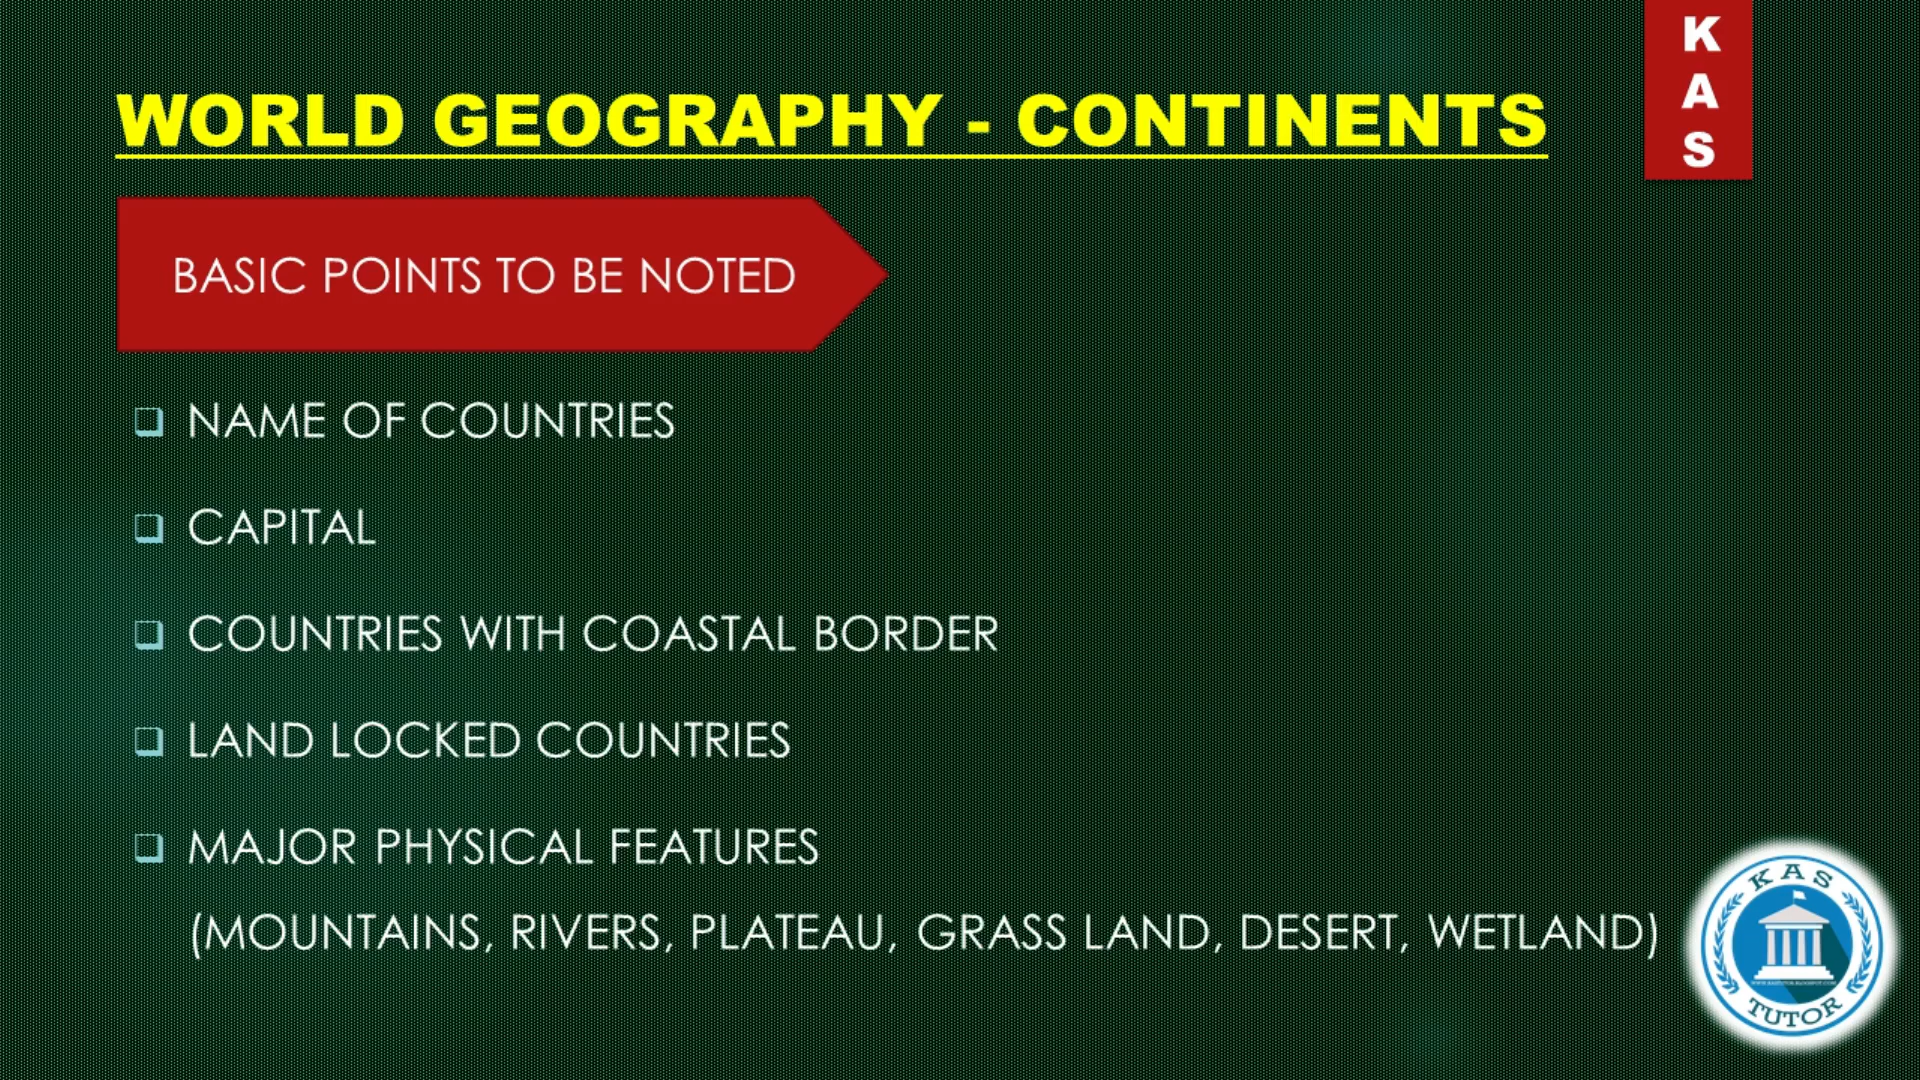 K
A
S
WORLD GEOGRAPHY - CONTINENTS
BASIC POINTS TO BE NOTED
NAME OF COUNTRIES
CAPITAL
COUNTRIES WITH COASTAL BORDER
LAND LOCKED COUNTRIES
MAJOR PHYSICAL FEATURES
(MOUNTAINS, RIVERS, PLATEAU, GRASS LAND, DESERT, WETLAND)
KAS
TUTOR